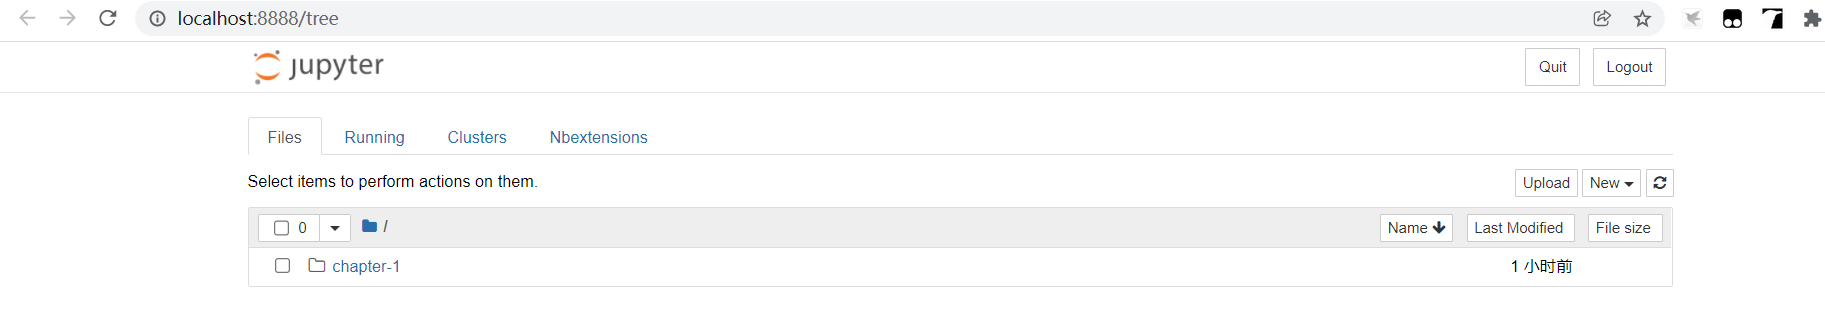 localhost:8888/tree
jupyter
Quit Logout
Files Running Clusters Nbextensions
Select items to perform actions on them.
Upload New
0 / Name Last Modified File size
chapter-1 1 小时前